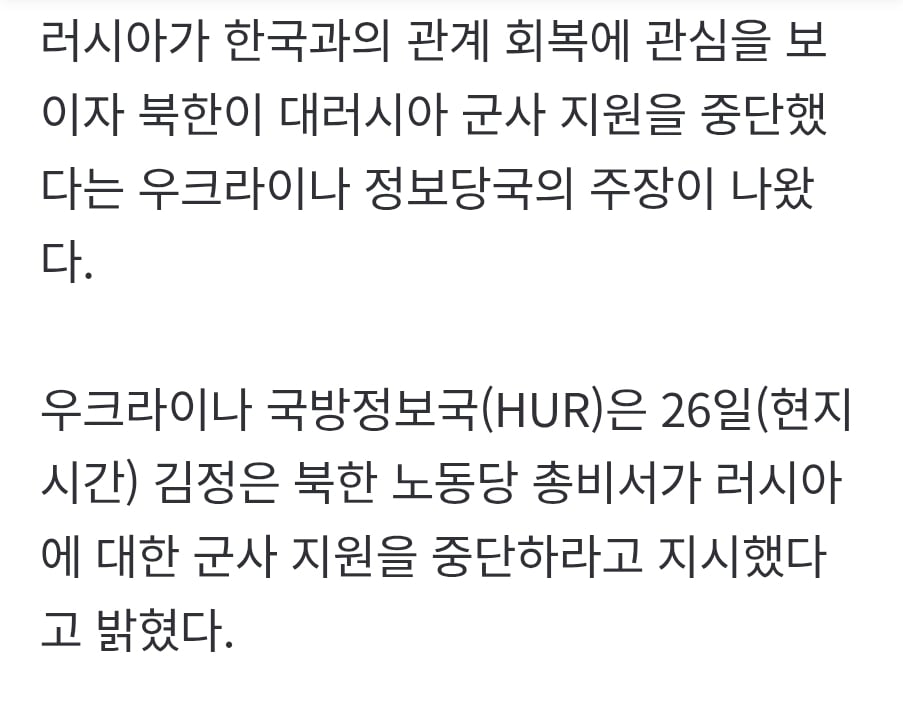 러시아가 한국과의 관계 회복에 관심을 보
이자 북한이 대러시아 군사 지원을 중단했
다는 우크라이나 정보당국의 주장이 나왔
다.
우크라이나 국방정보국(HUR)은 26일(현지
시간) 김정은 북한 노동당 총비서가 러시아
에 대한 군사 지원을 중단하라고 지시했다
고 밝혔다.